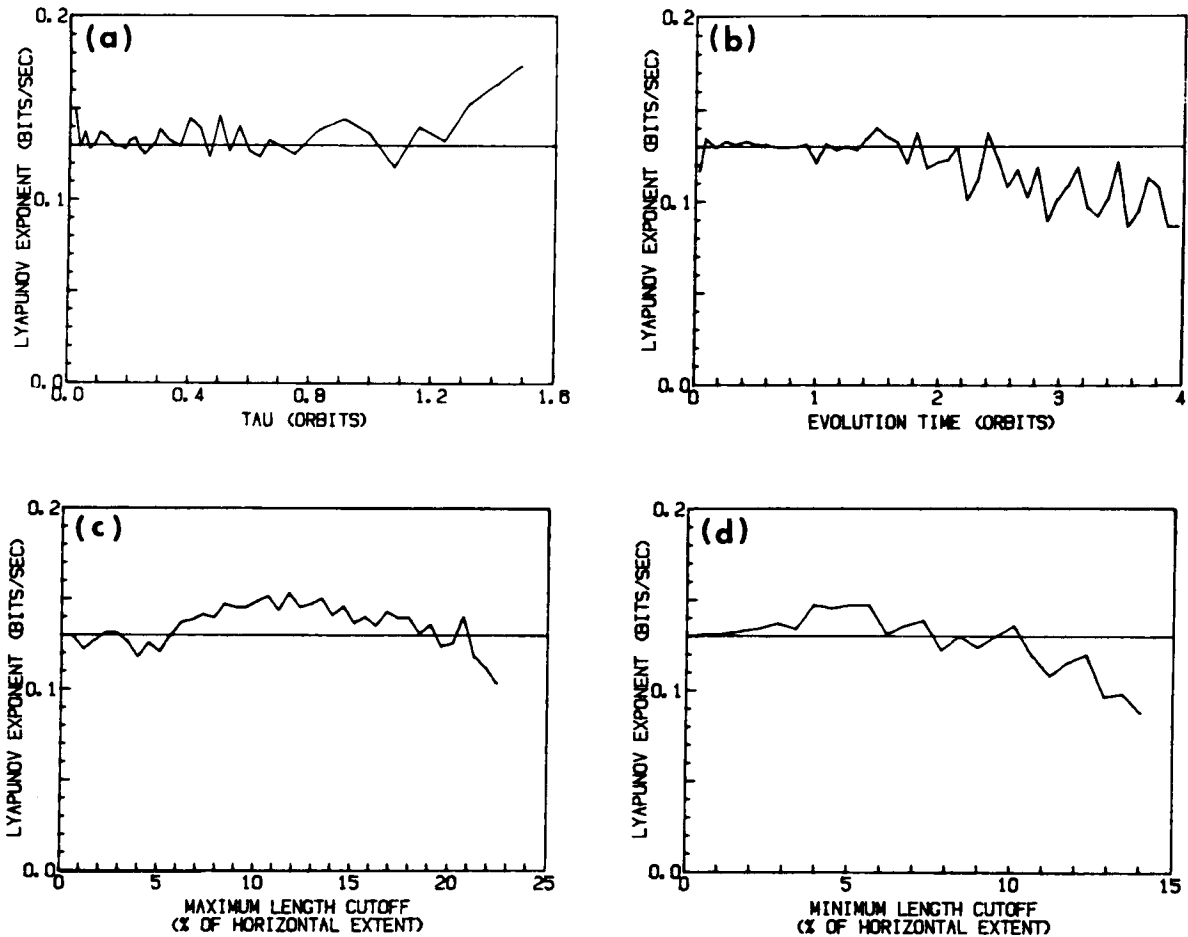 (a)
LYAPUNOV EXPONENT (BITS/SEC)
0.2
0.1
0.0
0.0 0.4 0.8 1.2 1.6
TAU (ORBITS)
(b)
LYAPUNOV EXPONENT (BITS/SEC)
0.2
0.1
0.0
0 1 2 3 4
EVOLUTION TIME (ORBITS)
(c)
LYAPUNOV EXPONENT (BITS/SEC)
0.2
0.1
0.0
0 5 10 15 20 25
MAXIMUM LENGTH CUTOFF
(% OF HORIZONTAL EXTENT)
(d)
LYAPUNOV EXPONENT (BITS/SEC)
0.2
0.1
0.0
0 5 10 15
MINIMUM LENGTH CUTOFF
(% OF HORIZONTAL EXTENT)